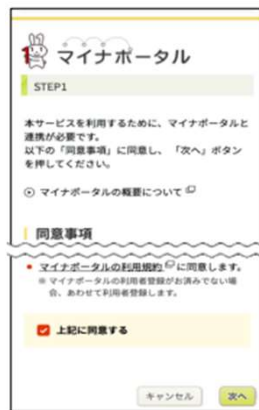 マイナポータル
STEP1
本サービスを利用するために、マイナポータルと
連携が必要です。
以下の「同意事項」に同意し、「次へ」ボタン
を押してください。
マイナポータルの概要について
同意事項
マイナポータルの利用規約に同意します。
※ マイナポータルの利用者登録がお済みでない場
合、あわせて利用者登録します。
上記に同意する
キャンセル 次へ